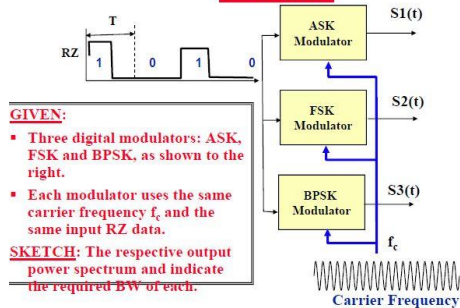 T
RZ
1 0 1 0
ASK
Modulator
S1(t)
FSK
Modulator
S2(t)
BPSK
Modulator
S3(t)
fc
Carrier Frequency
GIVEN:
▪ Three digital modulators: ASK,
FSK and BPSK, as shown to the
right.
▪ Each modulator uses the same
carrier frequency fc and the
same input RZ data.
SKETCH: The respective output
power spectrum and indicate
the required BW of each.